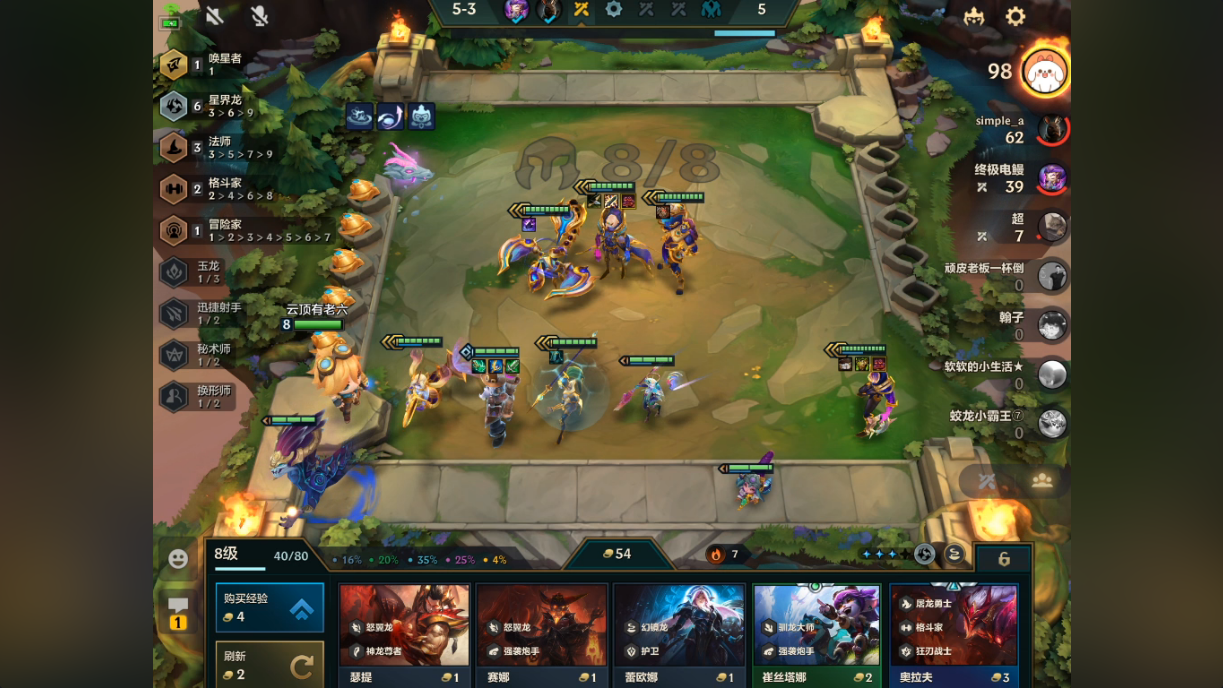 5-3
5
1
唤星者
1
6
星界龙
3 > 6 > 9
3
法师
3 > 5 > 7 > 9
2
格斗家
2 > 4 > 6 > 8
1
冒险家
1 > 2 > 3 > 4 > 5 > 6 > 7
玉龙
1 / 3
迅捷射手
1 / 2
秘术师
1 / 2
换形师
1 / 2
8/8
98
simple_a
62
终极电鳗
39
超
7
顽皮老板一杯倒
0
翰子
0
软软的小生活★
0
蛟龙小霸王⑦
0
云顶有老六
8
8级
40/80
16% 20% 35% 25% 4%
54
7
购买经验
4
刷新
2
1
怒翼龙
神龙尊者
瑟提
1
怒翼龙
强袭炮手
赛娜
1
幻镜龙
护卫
蕾欧娜
1
驯龙大师
强袭炮手
崔丝塔娜
2
屠龙勇士
格斗家
狂刃战士
奥拉夫
3